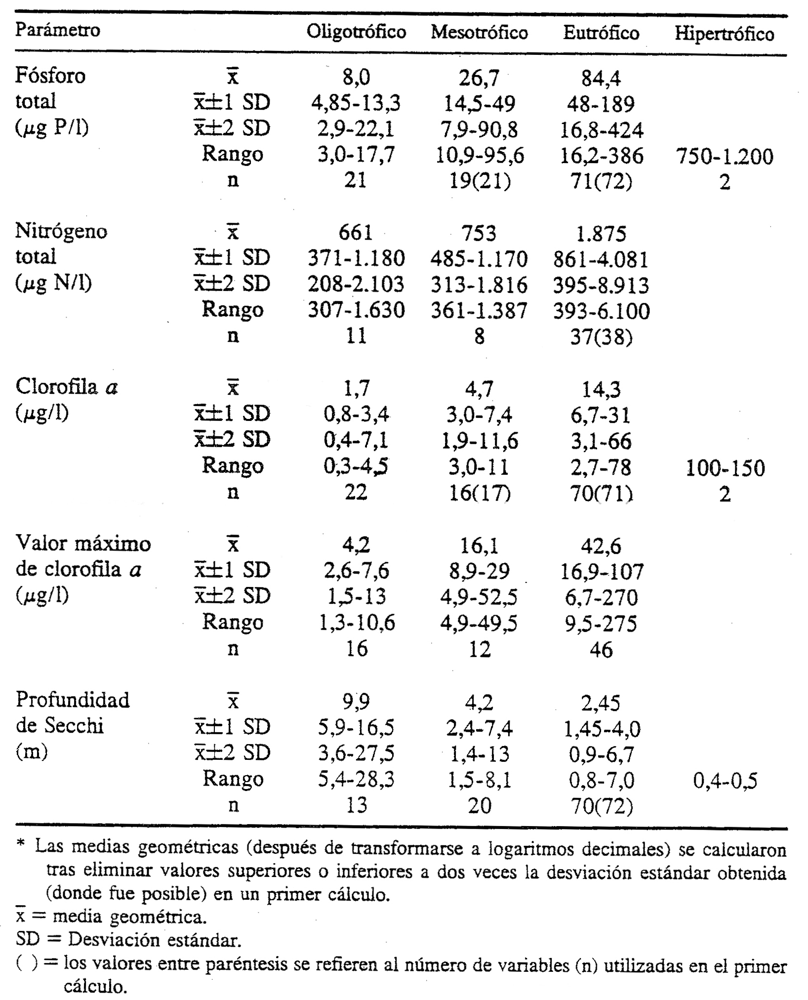 Parámetro Oligotrófico Mesotrófico Eutrófico Hipertrófico
Fósforo x̅ 8,0 26,7 84,4
total x̅±1 SD 4,85-13,3 14,5-49 48-189
(µg P/l) x̅±2 SD 2,9-22,1 7,9-90,8 16,8-424
Rango 3,0-17,7 10,9-95,6 16,2-386 750-1.200
n 21 19(21) 71(72) 2
Nitrógeno x̅ 661 753 1.875
total x̅±1 SD 371-1.180 485-1.170 861-4.081
(µg N/l) x̅±2 SD 208-2.103 313-1.816 395-8.913
Rango 307-1.630 361-1.387 393-6.100
n 11 8 37(38)
Clorofila a x̅ 1,7 4,7 14,3
(µg/l) x̅±1 SD 0,8-3,4 3,0-7,4 6,7-31
x̅±2 SD 0,4-7,1 1,9-11,6 3,1-66
Rango 0,3-4,5 3,0-11 2,7-78 100-150
n 22 16(17) 70(71) 2
Valor máximo x̅ 4,2 16,1 42,6
de clorofila a x̅±1 SD 2,6-7,6 8,9-29 16,9-107
(µg/l) x̅±2 SD 1,5-13 4,9-52,5 6,7-270
Rango 1,3-10,6 4,9-49,5 9,5-275
n 16 12 46
Profundidad x̅ 9,9 4,2 2,45
de Secchi x̅±1 SD 5,9-16,5 2,4-7,4 1,45-4,0
(m) x̅±2 SD 3,6-27,5 1,4-13 0,9-6,7
Rango 5,4-28,3 1,5-8,1 0,8-7,0 0,4-0,5
n 13 20 70(72)
* Las medias geométricas (después de transformarse a logaritmos decimales) se calcularon
tras eliminar valores superiores o inferiores a dos veces la desviación estándar obtenida
(donde fue posible) en un primer cálculo.
x̅ = media geométrica.
SD = Desviación estándar.
( ) = los valores entre paréntesis se refieren al número de variables (n) utilizadas en el primer
cálculo.